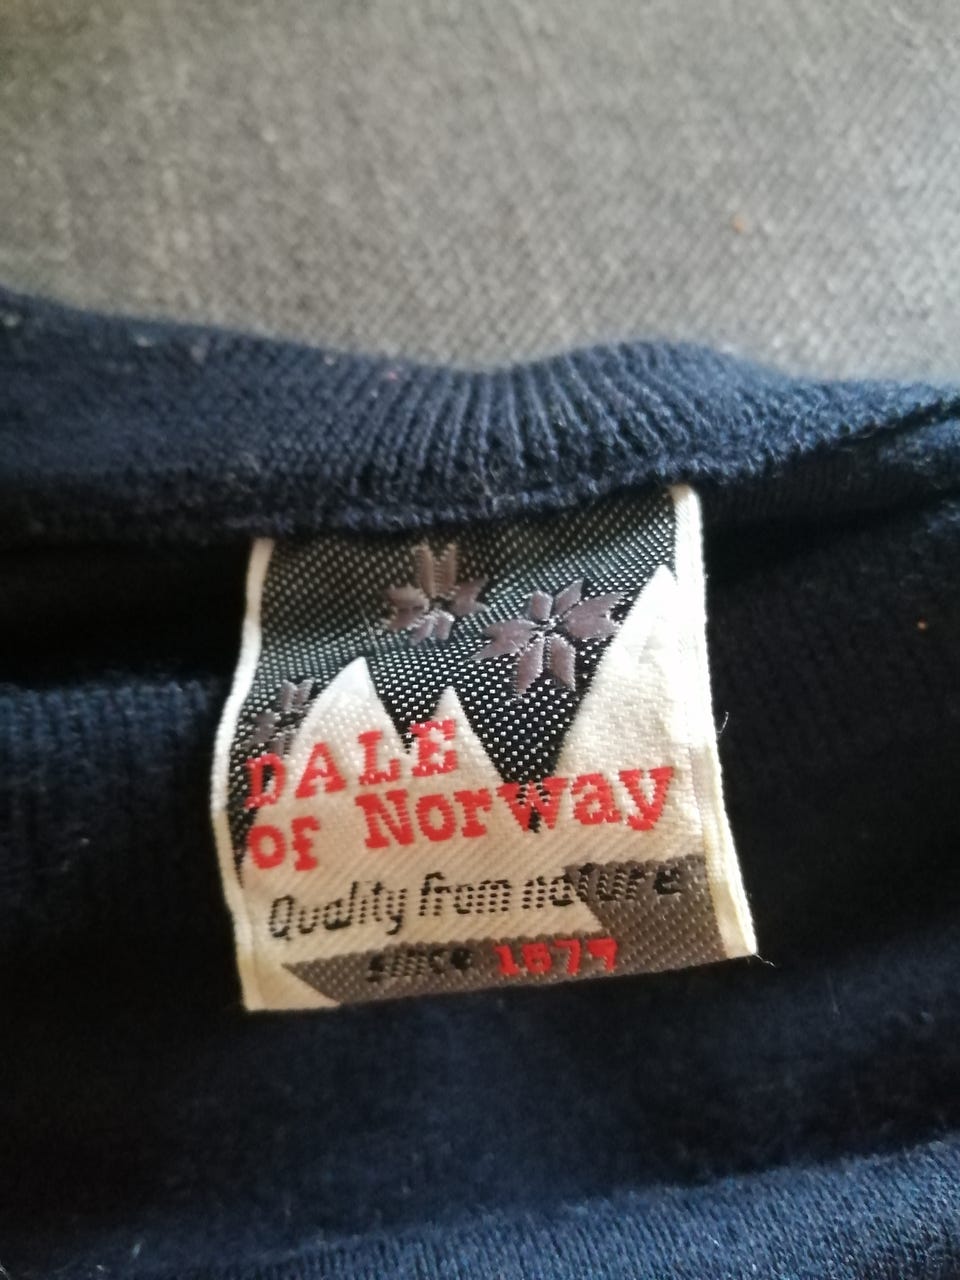 DALE
of Norway
Quality from nature
since 1879